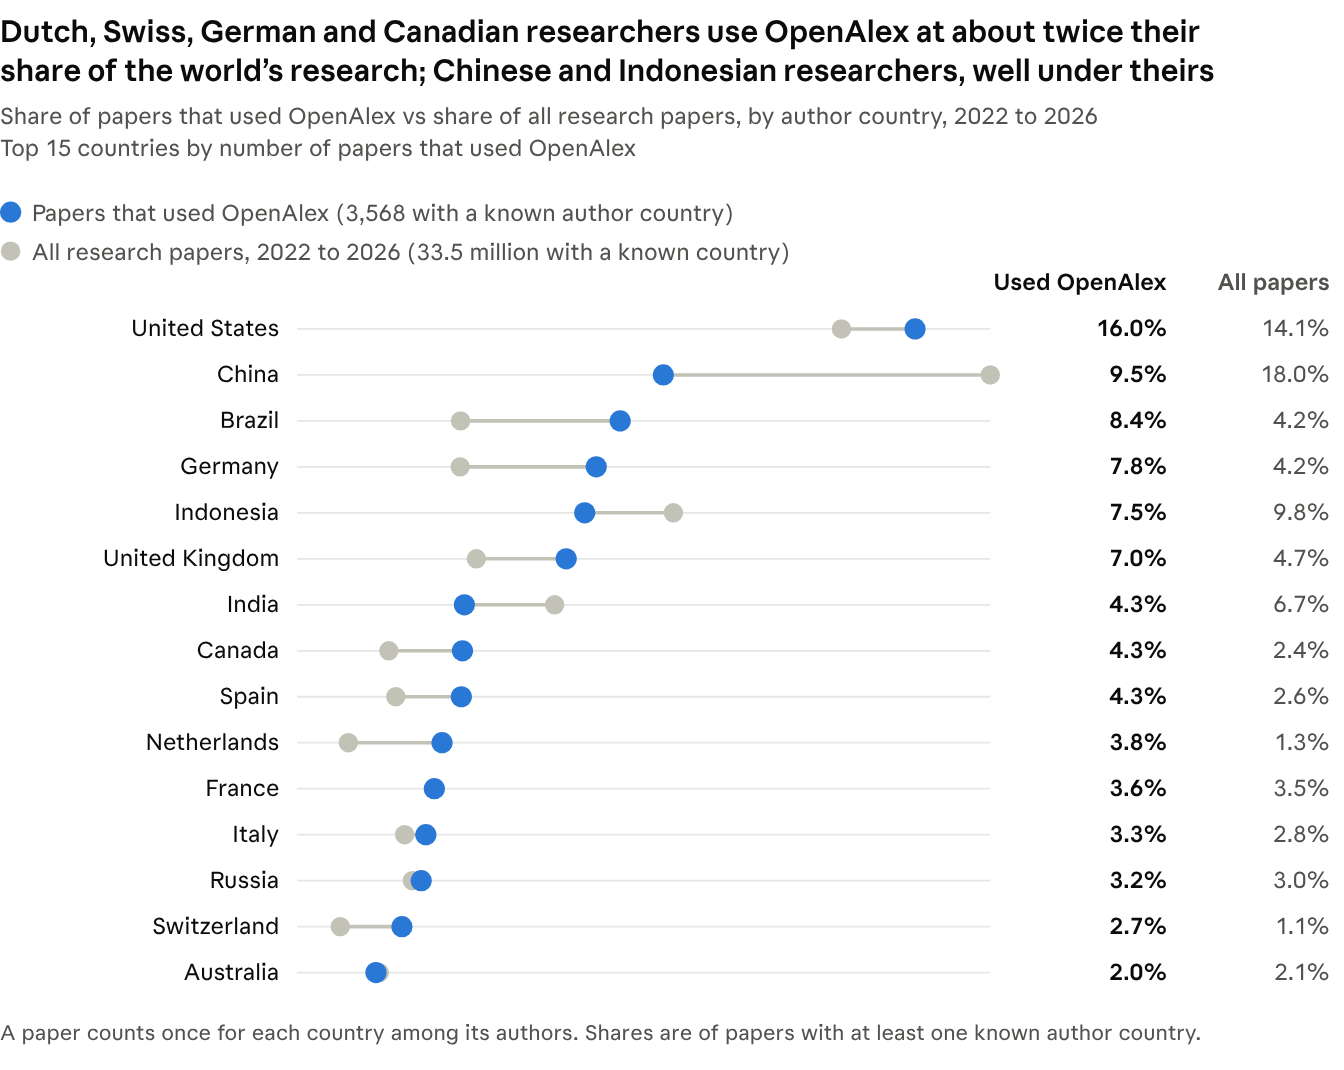 Dutch, Swiss, German and Canadian researchers use OpenAlex at about twice their
share of the world’s research; Chinese and Indonesian researchers, well under theirs
Share of papers that used OpenAlex vs share of all research papers, by author country, 2022 to 2026
Top 15 countries by number of papers that used OpenAlex
Papers that used OpenAlex (3,568 with a known author country)
All research papers, 2022 to 2026 (33.5 million with a known country)
Used OpenAlex All papers
United States 16.0% 14.1%
China 9.5% 18.0%
Brazil 8.4% 4.2%
Germany 7.8% 4.2%
Indonesia 7.5% 9.8%
United Kingdom 7.0% 4.7%
India 4.3% 6.7%
Canada 4.3% 2.4%
Spain 4.3% 2.6%
Netherlands 3.8% 1.3%
France 3.6% 3.5%
Italy 3.3% 2.8%
Russia 3.2% 3.0%
Switzerland 2.7% 1.1%
Australia 2.0% 2.1%
A paper counts once for each country among its authors. Shares are of papers with at least one known author country.